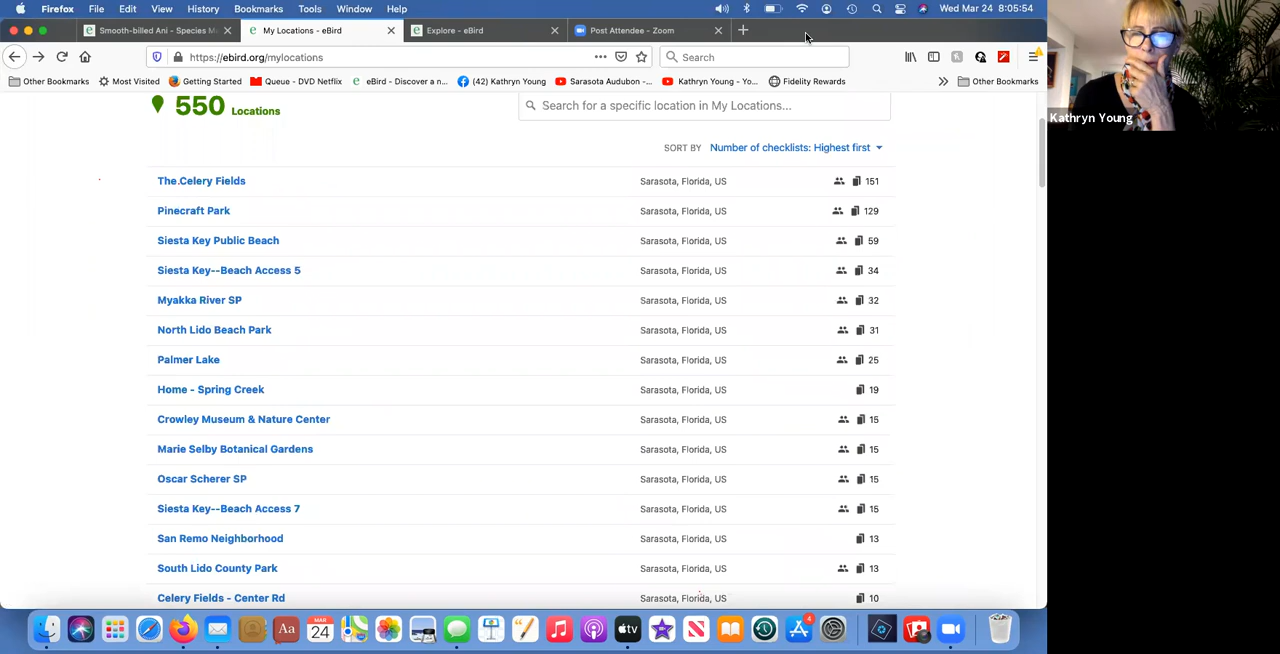 Firefox File Edit View History Bookmarks Tools Window Help Wed Mar 24 8:05:54
Smooth-billed Ani - Species M My Locations - eBird Explore - eBird Post Attendee - Zoom
https://ebird.org/mylocations Search
Other Bookmarks Most Visited Getting Started Queue - DVD Netflix eBird - Discover a n... (42) Kathryn Young Sarasota Audubon -... Kathryn Young - Yo... Fidelity Rewards Other Bookmarks
Kathryn Young
550 Locations
Search for a specific location in My Locations...
SORT BY Number of checklists: Highest first
The Celery Fields Sarasota, Florida, US 151
Pinecraft Park Sarasota, Florida, US 129
Siesta Key Public Beach Sarasota, Florida, US 59
Siesta Key--Beach Access 5 Sarasota, Florida, US 34
Myakka River SP Sarasota, Florida, US 32
North Lido Beach Park Sarasota, Florida, US 31
Palmer Lake Sarasota, Florida, US 25
Home - Spring Creek Sarasota, Florida, US 19
Crowley Museum & Nature Center Sarasota, Florida, US 15
Marie Selby Botanical Gardens Sarasota, Florida, US 15
Oscar Scherer SP Sarasota, Florida, US 15
Siesta Key--Beach Access 7 Sarasota, Florida, US 15
San Remo Neighborhood Sarasota, Florida, US 13
South Lido County Park Sarasota, Florida, US 13
Celery Fields - Center Rd Sarasota, Florida, US 10
Aa
MAR
24
tv
4